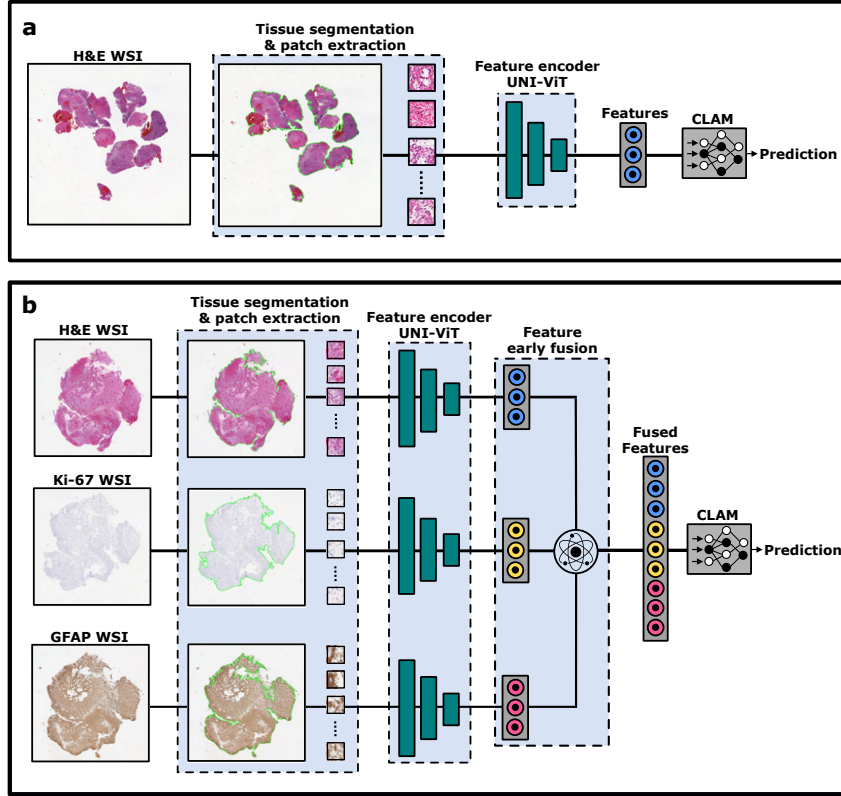 a
H&E WSI
Tissue segmentation
& patch extraction
Feature encoder
UNI-ViT
Features
CLAM
Prediction
b
H&E WSI
Tissue segmentation
& patch extraction
Feature encoder
UNI-ViT
Feature
early fusion
Fused
Features
Ki-67 WSI
CLAM
Prediction
GFAP WSI